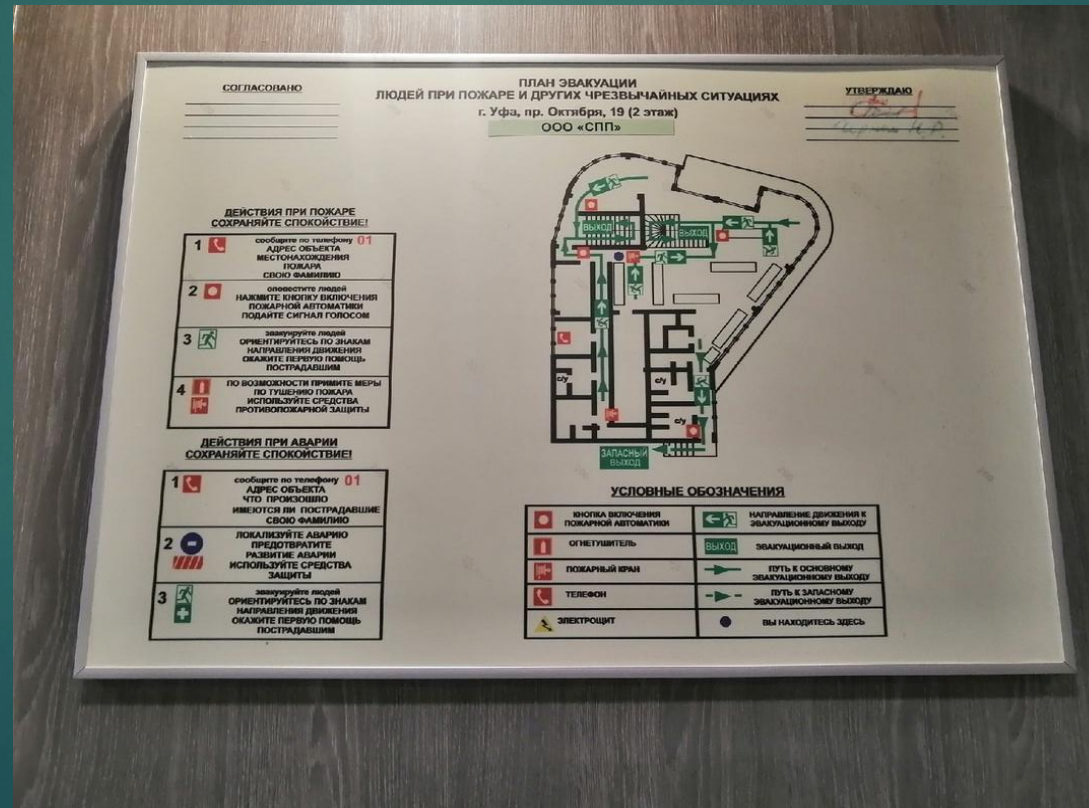 СОГЛАСОВАНО
ПЛАН ЭВАКУАЦИИ
ЛЮДЕЙ ПРИ ПОЖАРЕ И ДРУГИХ ЧРЕЗВЫЧАЙНЫХ СИТУАЦИЯХ
г. Уфа, пр. Октября, 19 (2 этаж)
ООО «СПП»
УТВЕРЖДАЮ
ДЕЙСТВИЯ ПРИ ПОЖАРЕ
СОХРАНЯЙТЕ СПОКОЙСТВИЕ!
1 сообщите по телефону 01
АДРЕС ОБЪЕКТА
МЕСТОНАХОЖДЕНИЯ
ПОЖАРА
СВОЮ ФАМИЛИЮ
2 оповестите людей
НАЖМИТЕ КНОПКУ ВКЛЮЧЕНИЯ
ПОЖАРНОЙ АВТОМАТИКИ
ПОДАЙТЕ СИГНАЛ ГОЛОСОМ
3 эвакуируйте людей
ОРИЕНТИРУЙТЕСЬ ПО ЗНАКАМ
НАПРАВЛЕНИЯ ДВИЖЕНИЯ
ОКАЖИТЕ ПЕРВУЮ ПОМОЩЬ
ПОСТРАДАВШИМ
4 ПО ВОЗМОЖНОСТИ ПРИМИТЕ МЕРЫ
ПО ТУШЕНИЮ ПОЖАРА
ИСПОЛЬЗУЙТЕ СРЕДСТВА
ПРОТИВОПОЖАРНОЙ ЗАЩИТЫ
ДЕЙСТВИЯ ПРИ АВАРИИ
СОХРАНЯЙТЕ СПОКОЙСТВИЕ!
1 сообщите по телефону 01
АДРЕС ОБЪЕКТА
ЧТО ПРОИЗОШЛО
ИМЕЮТСЯ ЛИ ПОСТРАДАВШИЕ
СВОЮ ФАМИЛИЮ
2 ЛОКАЛИЗУЙТЕ АВАРИЮ
ПРЕДОТВРАТИТЕ
РАЗВИТИЕ АВАРИИ
ИСПОЛЬЗУЙТЕ СРЕДСТВА
ЗАЩИТЫ
3 эвакуируйте людей
ОРИЕНТИРУЙТЕСЬ ПО ЗНАКАМ
НАПРАВЛЕНИЯ ДВИЖЕНИЯ
ОКАЖИТЕ ПЕРВУЮ ПОМОЩЬ
ПОСТРАДАВШИМ
ВЫХОД
ВЫХОД
с/у
с/у
с/у
ЗАПАСНЫЙ
ВЫХОД
УСЛОВНЫЕ ОБОЗНАЧЕНИЯ
КНОПКА ВКЛЮЧЕНИЯ
ПОЖАРНОЙ АВТОМАТИКИ
ОГНЕТУШИТЕЛЬ
ПОЖАРНЫЙ КРАН
ТЕЛЕФОН
ЭЛЕКТРОЩИТ
НАПРАВЛЕНИЕ ДВИЖЕНИЯ К
ЭВАКУАЦИОННОМУ ВЫХОДУ
ВЫХОД ЭВАКУАЦИОННЫЙ ВЫХОД
ПУТЬ К ОСНОВНОМУ
ЭВАКУАЦИОННОМУ ВЫХОДУ
ПУТЬ К ЗАПАСНОМУ
ЭВАКУАЦИОННОМУ ВЫХОДУ
ВЫ НАХОДИТЕСЬ ЗДЕСЬ